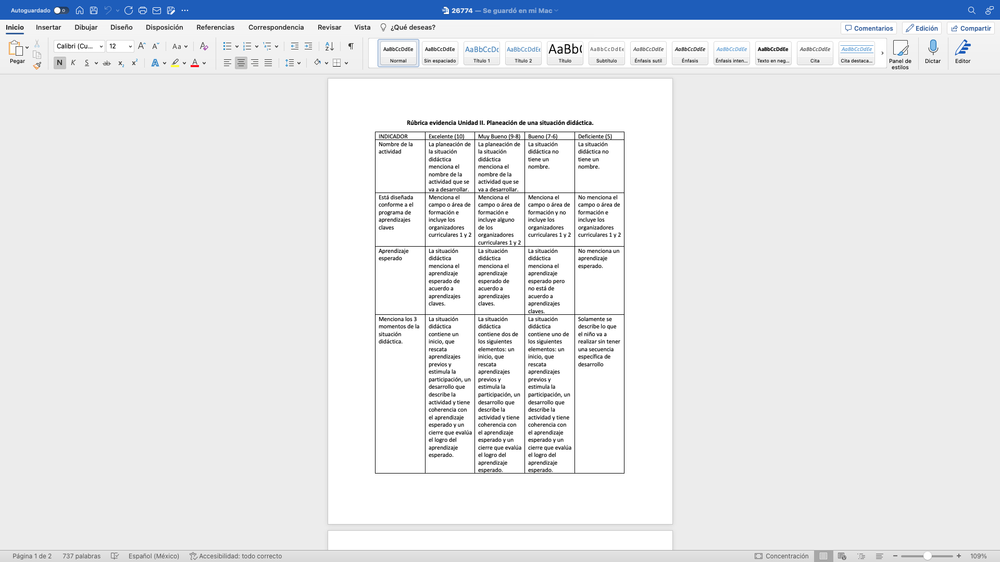 Autoguardado 0 26774 — Se guardó en mi Mac
Inicio Insertar Dibujar Diseño Disposición Referencias Correspondencia Revisar Vista ¿Qué deseas? Comentarios Edición Compartir
Pegar
Calibri (Cu... 12 Aa
N K S ab x₂ x² A A
AaBbCcDdEe Normal
AaBbCcDdEe Sin espaciado
AaBbCcDc Título 1
AaBbCcDdEe Título 2
AaBb( Título
AaBbCcDdEe Subtítulo
AaBbCcDdEe Énfasis sutil
AaBbCcDdEe Énfasis
AaBbCcDdEe Énfasis inten...
AaBbCcDdEe Texto en neg...
AaBbCcDdEe Cita
AaBbCcDdEe Cita destaca...
Panel de
estilos
Dictar
Editor
Rúbrica evidencia Unidad II. Planeación de una situación didáctica.
INDICADOR Excelente (10) Muy Bueno (9-8) Bueno (7-6) Deficiente (5)
Nombre de la
actividad
La planeación de
la situación
didáctica
menciona el
nombre de la
actividad que se
va a desarrollar.
La planeación de
la situación
didáctica
menciona el
nombre de la
actividad que se
va a desarrollar.
La situación
didáctica no
tiene un
nombre.
La situación
didáctica no
tiene un
nombre.
Está diseñada
conforme a el
programa de
aprendizajes
claves
Menciona el
campo o área de
formación e
incluye los
organizadores
curriculares 1 y 2
Menciona el
campo o área de
formación e
incluye alguno
de los
organizadores
curriculares 1 y 2
Menciona el
campo o área de
formación y no
incluye los
organizadores
curriculares 1 y 2
No menciona el
campo o área de
formación e
incluye los
organizadores
curriculares 1 y 2
Aprendizaje
esperado
La situación
didáctica
menciona el
aprendizaje
esperado de
acuerdo a
aprendizajes
claves.
La situación
didáctica
menciona el
aprendizaje
esperado de
acuerdo a
aprendizajes
claves.
La situación
didáctica
menciona el
aprendizaje
esperado pero
no está de
acuerdo a
aprendizajes
claves.
No menciona un
aprendizaje
esperado.
Menciona los 3
momentos de la
situación
didáctica.
La situación
didáctica
contiene un
inicio, que
rescata
aprendizajes
previos y
estimula la
participación, un
desarrollo que
describe la
actividad y tiene
coherencia con
el aprendizaje
esperado y un
cierre que evalúa
el logro del
aprendizaje
esperado.
La situación
didáctica
contiene dos de
los siguientes
elementos: un
inicio, que
rescata
aprendizajes
previos y
estimula la
participación, un
desarrollo que
describe la
actividad y tiene
coherencia con
el aprendizaje
esperado y un
cierre que evalúa
el logro del
aprendizaje
esperado.
La situación
didáctica
contiene uno de
los siguientes
elementos: un
inicio, que
rescata
aprendizajes
previos y
estimula la
participación, un
desarrollo que
describe la
actividad y tiene
coherencia con
el aprendizaje
esperado y un
cierre que evalúa
el logro del
aprendizaje
esperado.
Solamente se
describe lo que
el niño va a
realizar sin tener
una secuencia
específica de
desarrollo
Página 1 de 2 737 palabras Español (México) Accesibilidad: todo correcto Concentración 109%